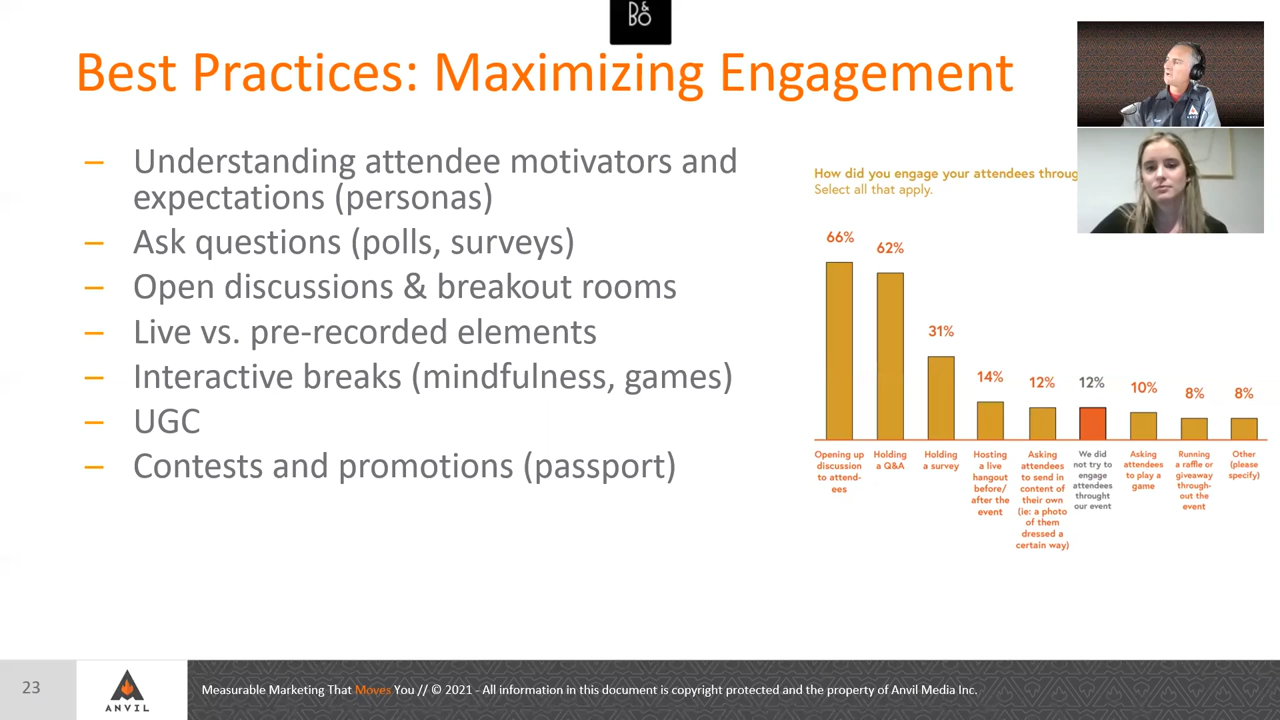 D&
BO
Best Practices: Maximizing Engagement
– Understanding attendee motivators and
expectations (personas)
– Ask questions (polls, surveys)
– Open discussions & breakout rooms
– Live vs. pre-recorded elements
– Interactive breaks (mindfulness, games)
– UGC
– Contests and promotions (passport)
How did you engage your attendees throug
Select all that apply.
66%
62%
31%
14%
12%
12%
10%
8%
8%
Opening up
discussion
to attend-
ees
Holding
a Q&A
Holding
a survey
Hosting
a live
hangout
before/
after the
event
Asking
attendees
to send in
content of
their own
(ie: a photo
of them
dressed a
certain way)
We did
not try to
engage
attendees
throught
our event
Asking
attendees
to play a
game
Running
a raffle or
giveaway
through-
out the
event
Other
(please
specify)
ANVIL
23
ANVIL
Measurable Marketing That Moves You // © 2021 - All information in this document is copyright protected and the property of Anvil Media Inc.